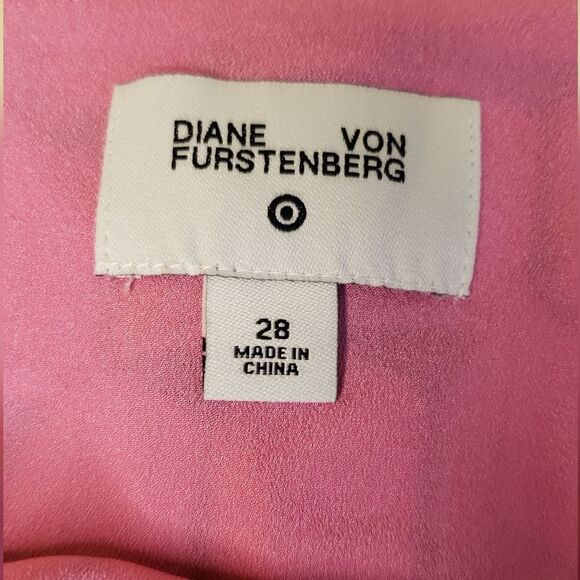 DIANE VON
FURSTENBERG
28
MADE IN
CHINA